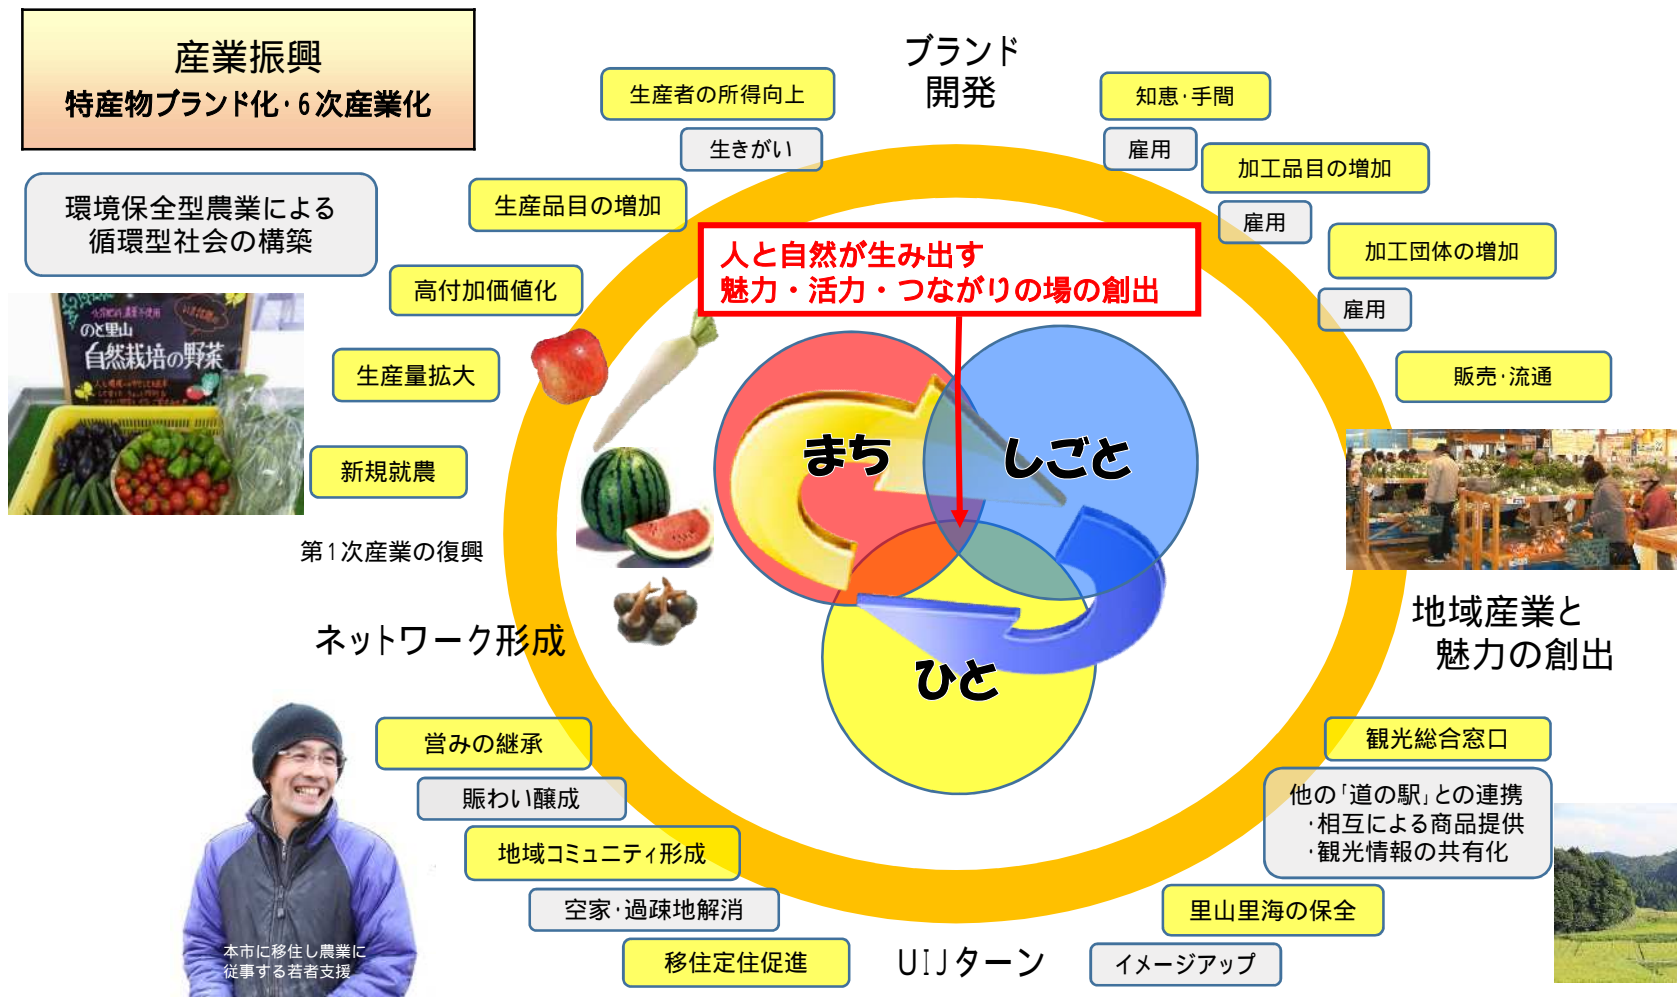 産業振興
特産物ブランド化・6次産業化
環境保全型農業による
循環型社会の構築
ブランド
開発
生産者の所得向上
生きがい
生産品目の増加
高付加価値化
生産量拡大
新規就農
第1次産業の復興
知恵・手間
雇用
加工品目の増加
雇用
加工団体の増加
雇用
販売・流通
人と自然が生み出す
魅力・活力・つながりの場の創出
まち
しごと
ひと
のと里山
自然栽培の野菜
ネットワーク形成
地域産業と
魅力の創出
営みの継承
賑わい醸成
地域コミュニティ形成
空家・過疎地解消
移住定住促進
本市に移住し農業に
従事する若者支援
UIJターン
観光総合窓口
他の「道の駅」との連携
・相互による商品提供
・観光情報の共有化
里山里海の保全
イメージアップ